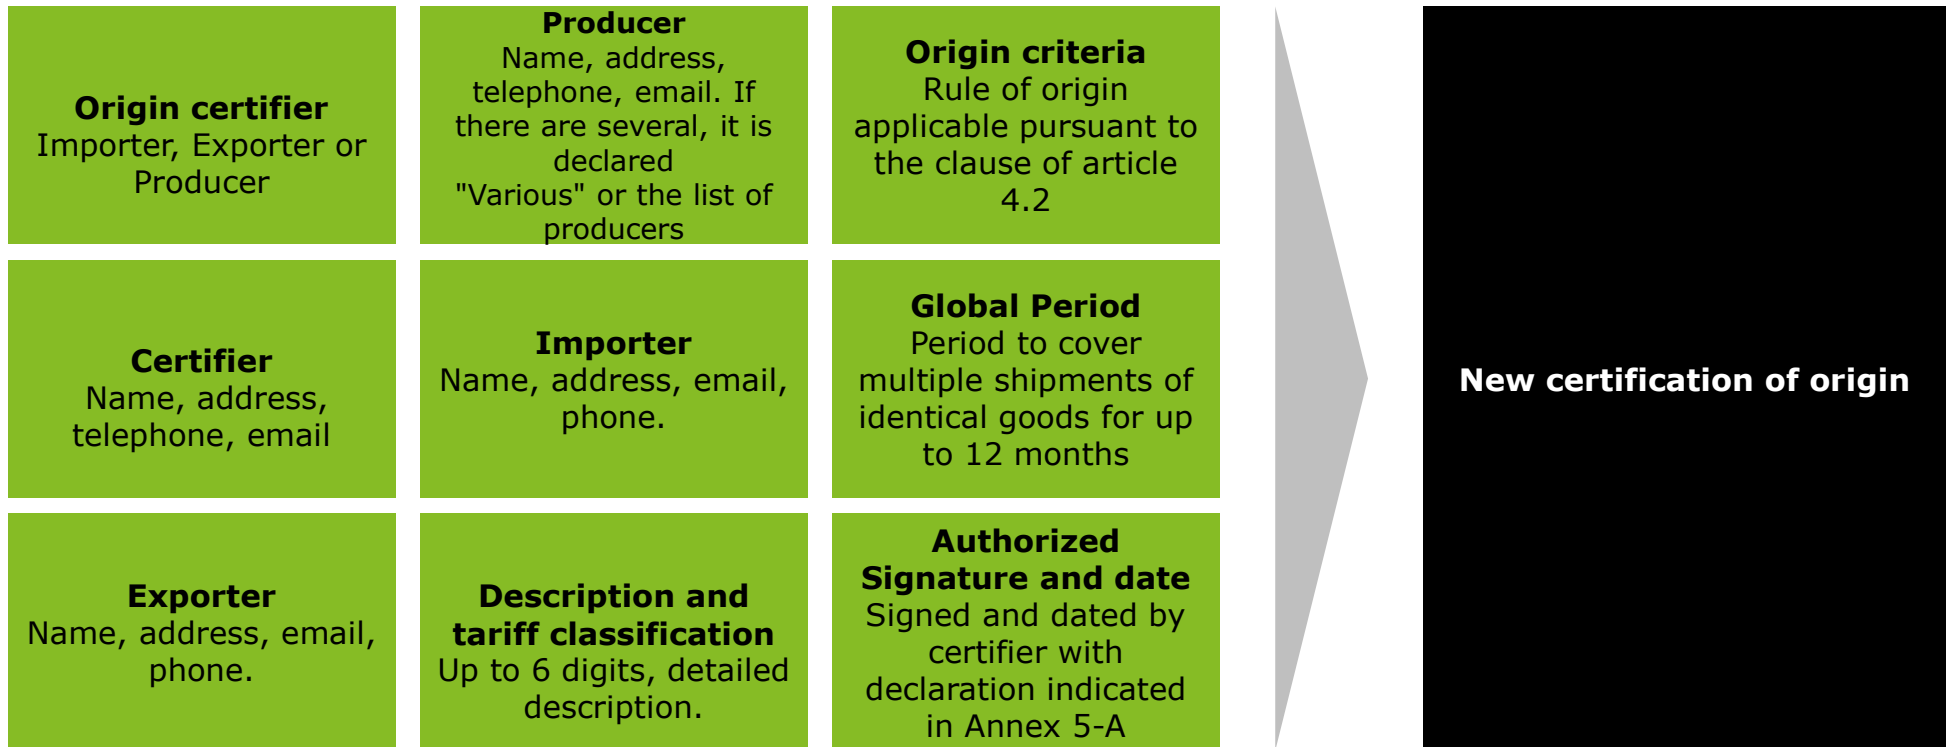 Origin certifier
Importer, Exporter or
Producer
Certifier
Name, address,
telephone, email
Exporter
Name, address, email,
phone.
Producer
Name, address,
telephone, email. If
there are several, it is
declared
"Various" or the list of
producers
Importer
Name, address, email,
phone.
Description and
tariff classification
Up to 6 digits, detailed
description.
Origin criteria
Rule of origin
applicable pursuant to
the clause of article
4.2
Global Period
Period to cover
multiple shipments of
identical goods for up
to 12 months
Authorized
Signature and date
Signed and dated by
certifier with
declaration indicated
in Annex 5-A
New certification of origin